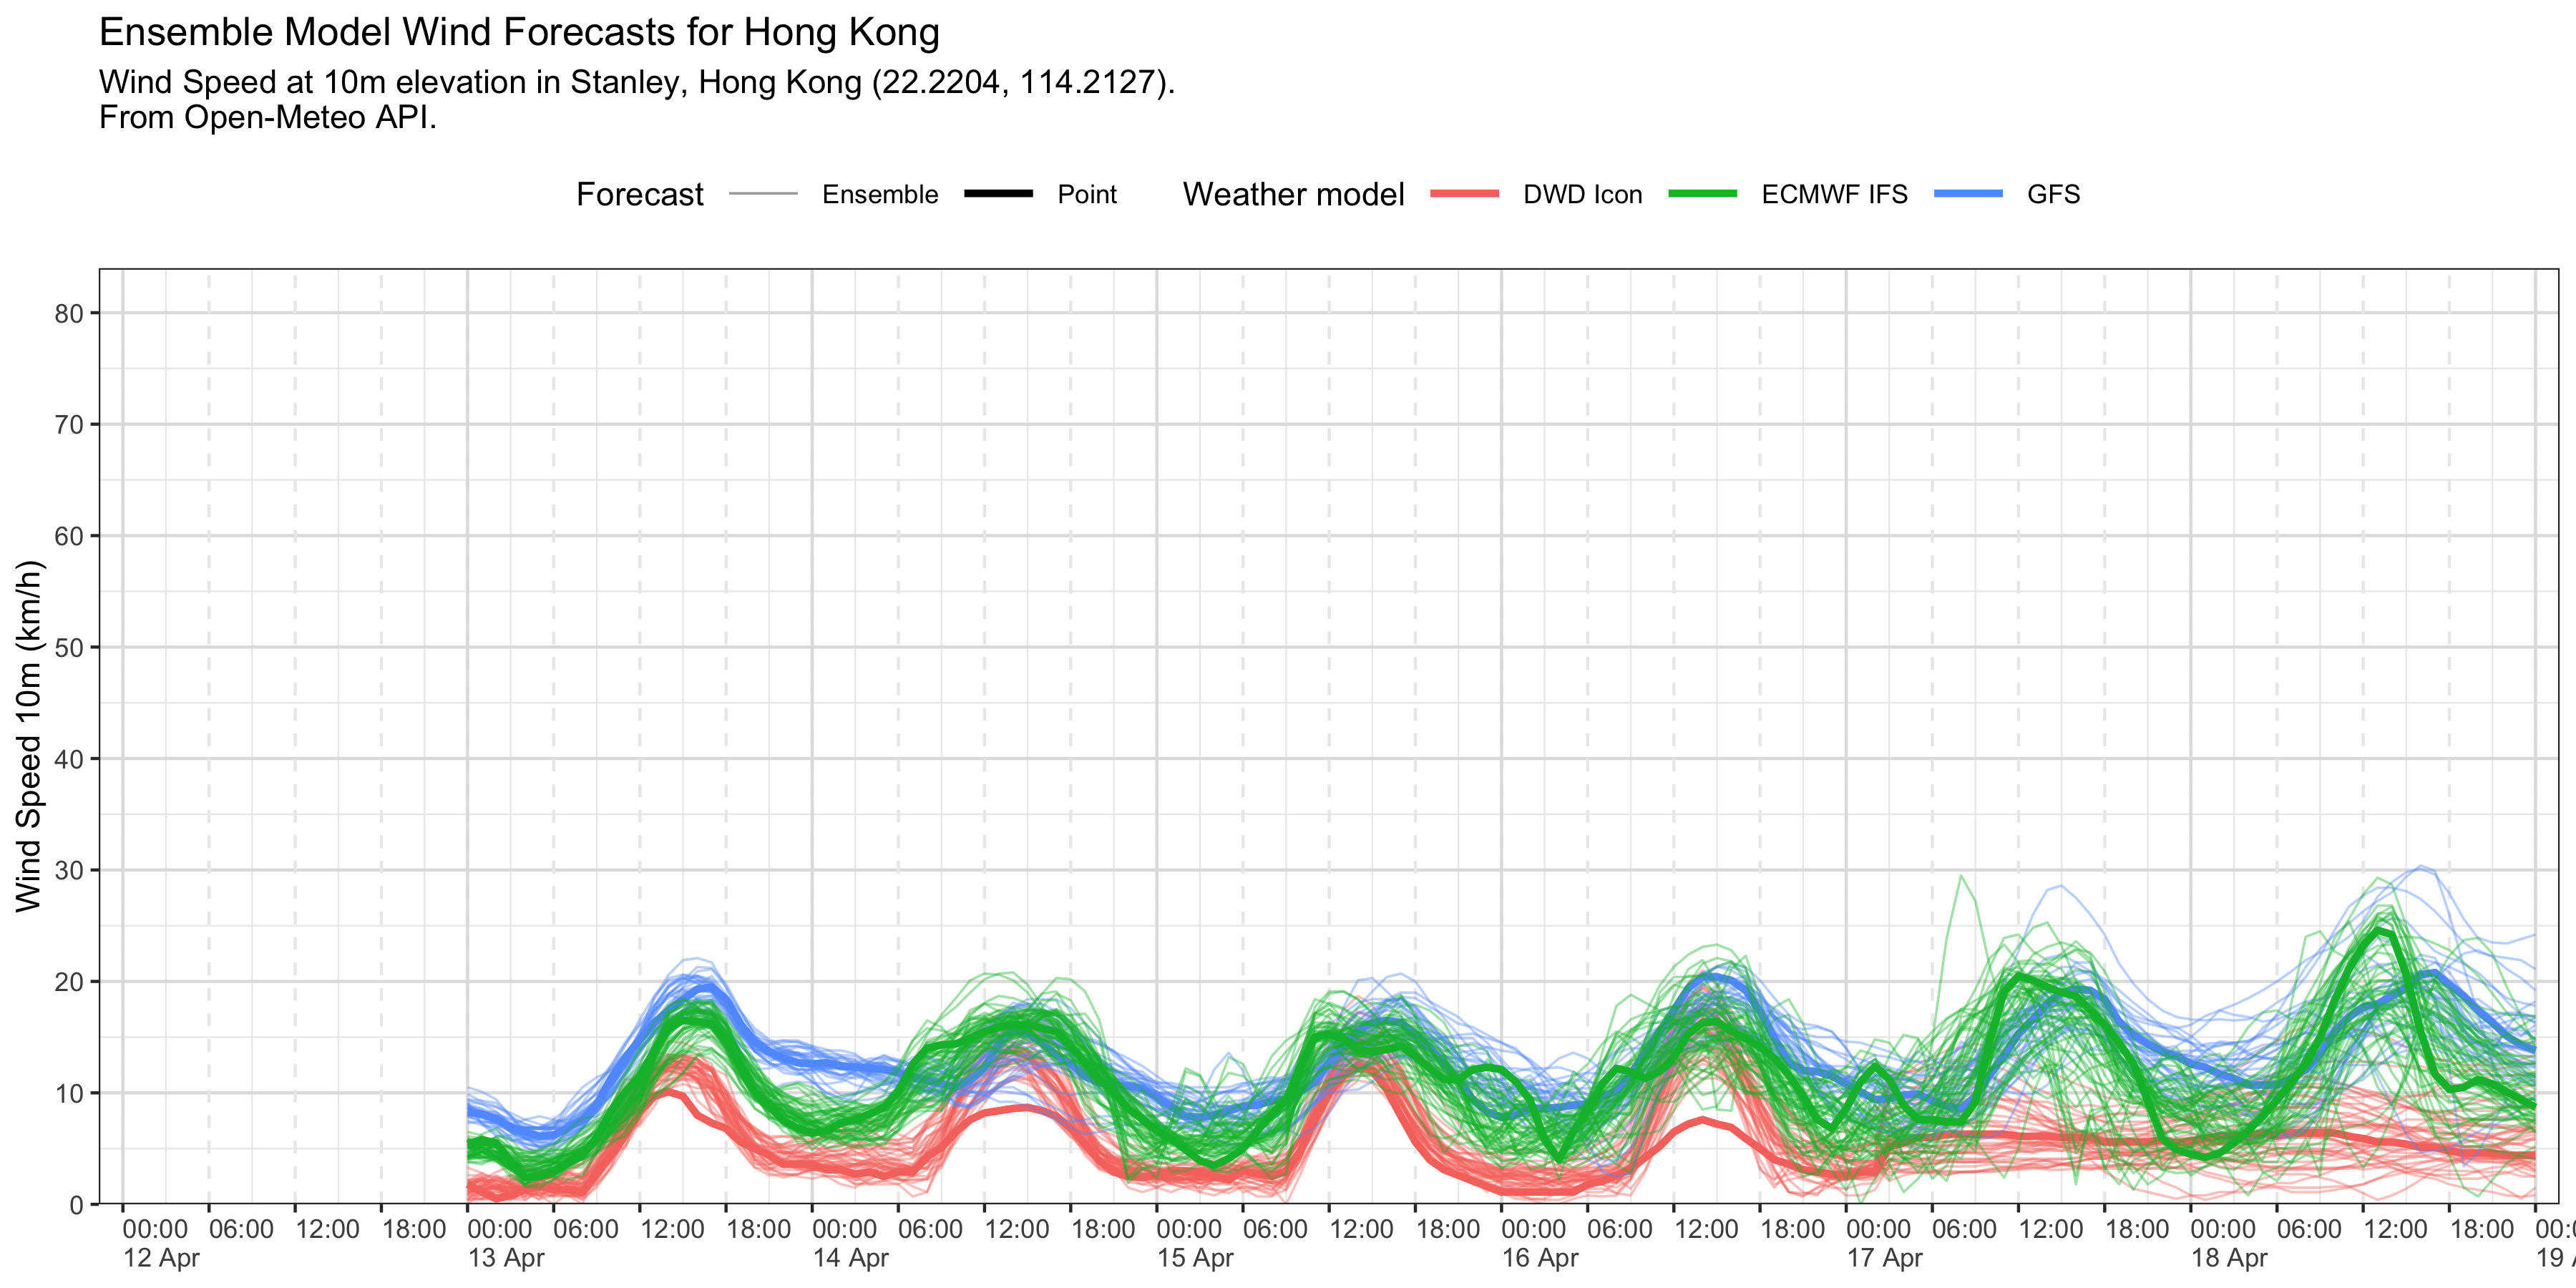 Ensemble Model Wind Forecasts for Hong Kong
Wind Speed at 10m elevation in Stanley, Hong Kong (22.2204, 114.2127).
From Open-Meteo API.
Forecast Ensemble Point Weather model DWD Icon ECMWF IFS GFS
Wind Speed 10m (km/h)
80
70
60
50
40
30
20
10
0
00:00 06:00 12:00 18:00 00:00 06:00 12:00 18:00 00:00 06:00 12:00 18:00 00:00 06:00 12:00 18:00 00:00 06:00 12:00 18:00 00:00 06:00 12:00 18:00 00:00 06:00 12:00 18:00
12 Apr 13 Apr 14 Apr 15 Apr 16 Apr 17 Apr 18 Apr 19